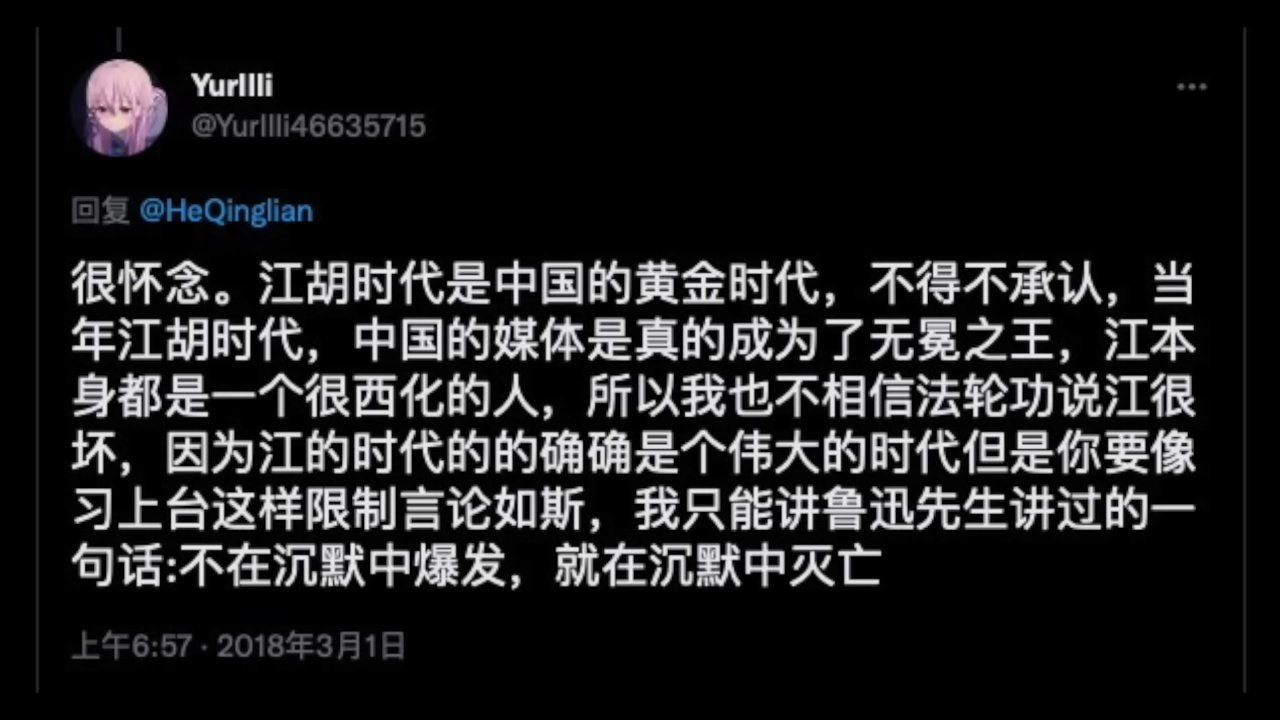 YurIlli
@YurIlli46635715
回复 @HeQinglian
很怀念。江胡时代是中国的黄金时代，不得不承认，当
年江胡时代，中国的媒体是真的成为了无冕之王，江本
身都是一个很西化的人，所以我也不相信法轮功说江很
坏，因为江的时代的的确确是个伟大的时代但是你要像
习上台这样限制言论如斯，我只能讲鲁迅先生讲过的一
句话:不在沉默中爆发，就在沉默中灭亡
上午6:57 · 2018年3月1日